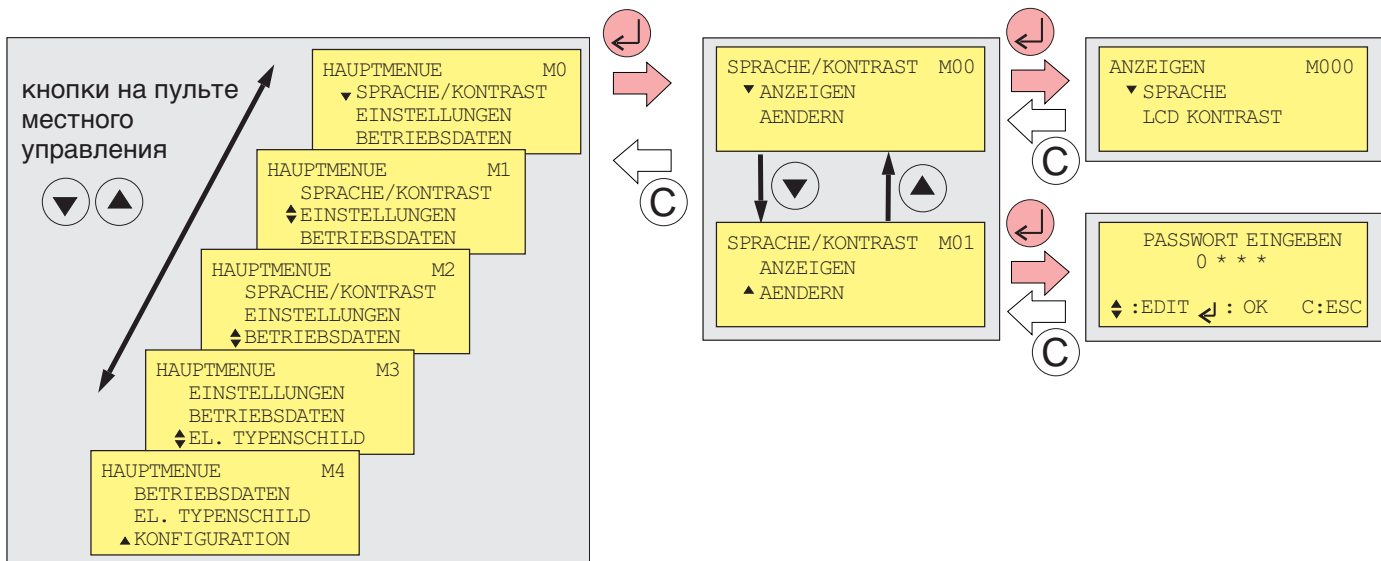 кнопки на пульте
местного
управления
HAUPTMENUE M0
SPRACHE/KONTRAST
EINSTELLUNGEN
BETRIEBSDATEN
HAUPTMENUE M1
SPRACHE/KONTRAST
EINSTELLUNGEN
BETRIEBSDATEN
HAUPTMENUE M2
SPRACHE/KONTRAST
EINSTELLUNGEN
BETRIEBSDATEN
HAUPTMENUE M3
EINSTELLUNGEN
BETRIEBSDATEN
EL. TYPENSCHILD
HAUPTMENUE M4
BETRIEBSDATEN
EL. TYPENSCHILD
KONFIGURATION
C
SPRACHE/KONTRAST M00
ANZEIGEN
AENDERN
SPRACHE/KONTRAST M01
ANZEIGEN
AENDERN
C
ANZEIGEN M000
SPRACHE
LCD KONTRAST
C
PASSWORT EINGEBEN
0 * * *
:EDIT : OK C:ESC